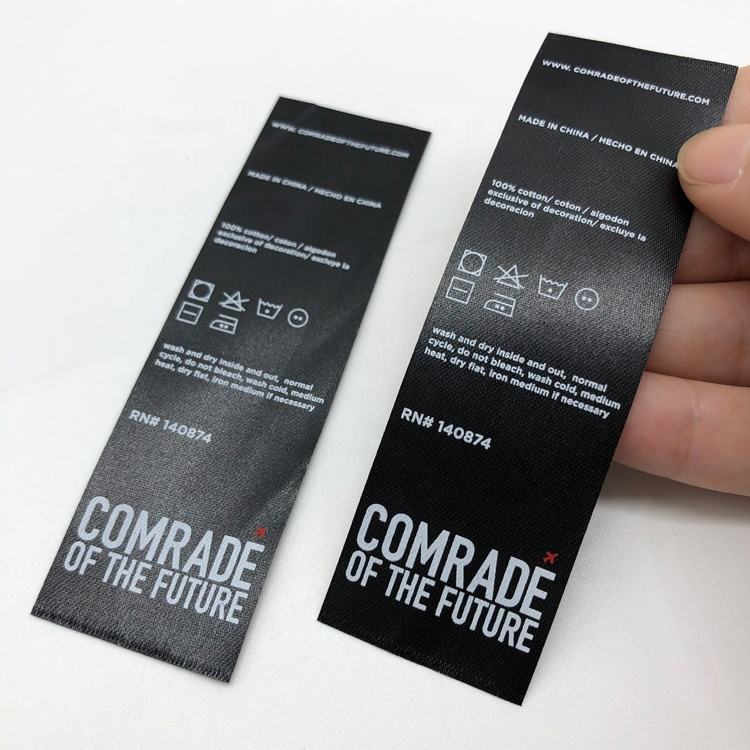 WWW. COMRADEOFTHEFUTURE.COM
MADE IN CHINA / HECHO EN CHINA
100% cotton/ coton / algodon
exclusive of decoration/ excluye la
decoracion
wash and dry inside and out, normal
cycle, do not bleach, wash cold, medium
heat, dry flat, iron medium if necessary
RN# 140874
COMRADE
OF THE FUTURE
WWW. COMRADEOFTHEFUTURE.COM
MADE IN CHINA / HECHO EN CHINA
100% cotton/ coton / algodon
exclusive of decoration/ excluye la
decoracion
wash and dry inside and out, normal
cycle, do not bleach, wash cold, medium
heat, dry flat, iron medium if necessary
RN# 140874
COMRADE
OF THE FUTURE